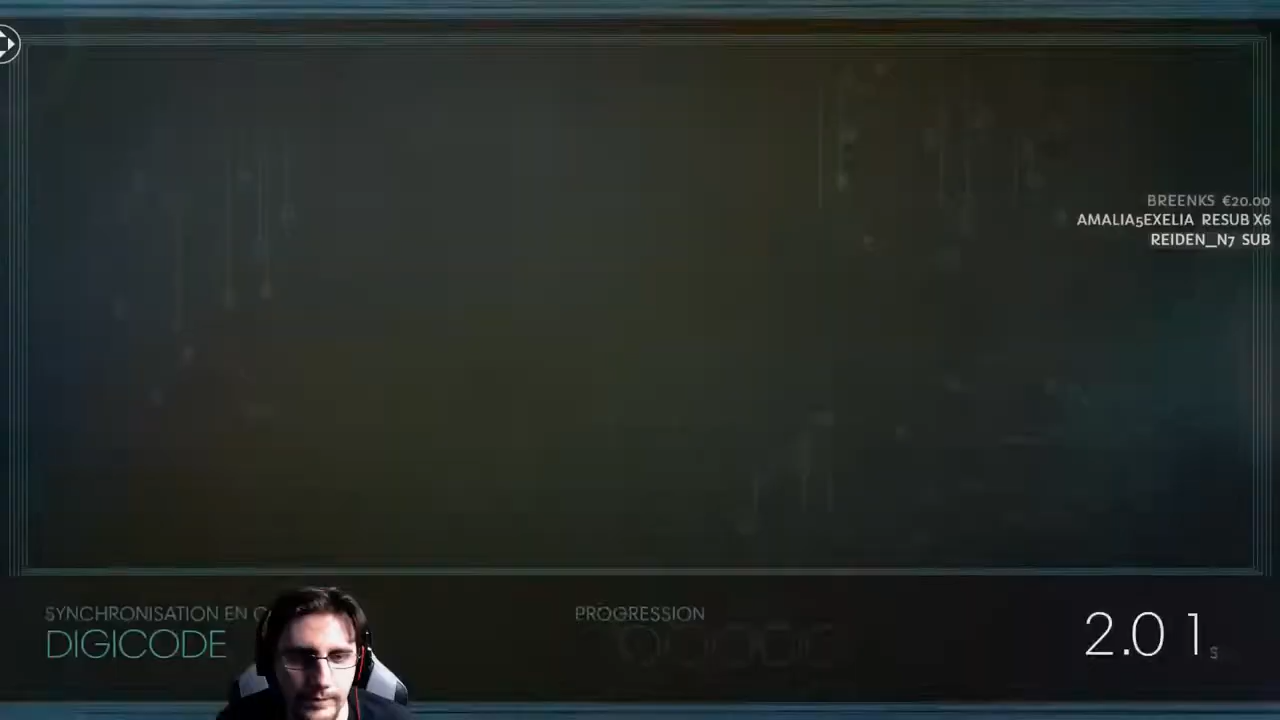 BREENKS €20.00
AMALIA5EXELIA RESUB X6
REIDEN_N7 SUB
SYNCHRONISATION EN
DIGICODE
PROGRESSION
2.01 s